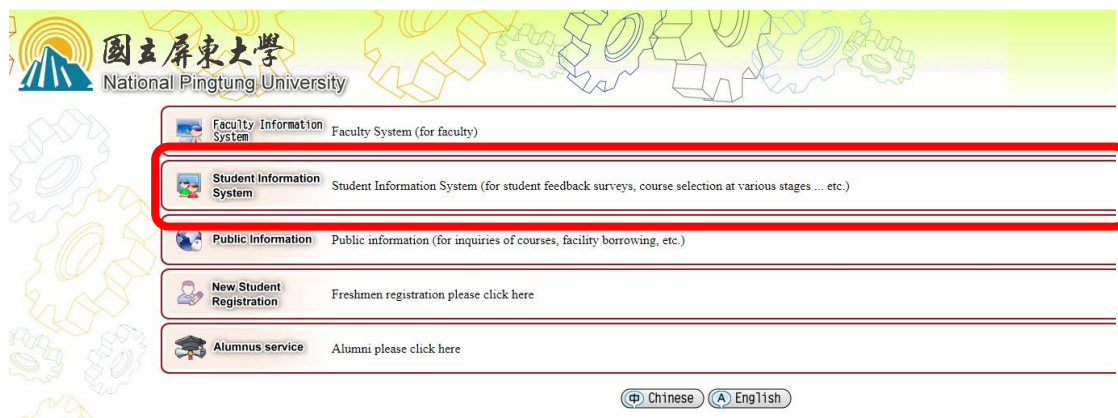 國立屏東大學
National Pingtung University
Faculty Information
System
Faculty System (for faculty)
Student Information
System
Student Information System (for student feedback surveys, course selection at various stages ... etc.)
Public Information
Public information (for inquiries of courses, facility borrowing, etc.)
New Student
Registration
Freshmen registration please click here
Alumnus service
Alumni please click here
中 Chinese A English